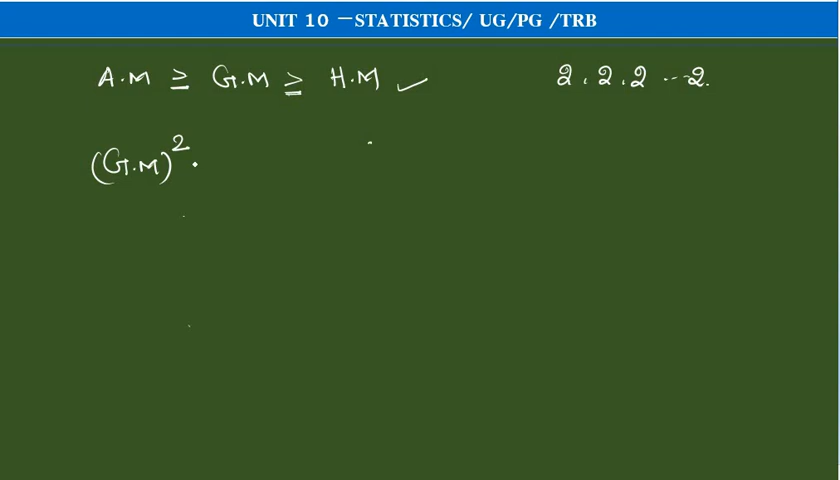 UNIT 10 – STATISTICS/ UG/PG /TRB
A.M ≥ G.M ≥ H.M ✓ 2, 2, 2 ... 2.
(G.M)²